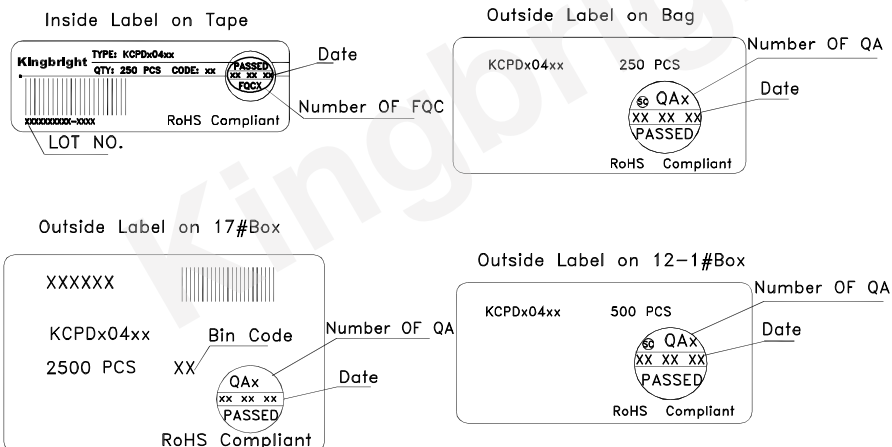 Inside Label on Tape
Kingbright
TYPE: KCPDx04xx
QTY: 250 PCS CODE: xx
PASSED
xx xx xx
FQCX
XXXXXXXXXX-XXXX
RoHS Compliant
Date
Number OF FQC
LOT NO.
Outside Label on Bag
KCPDx04xx 250 PCS
SC QAx
XX XX XX
PASSED
RoHS Compliant
Number OF QA
Date
Outside Label on 17#Box
XXXXXX
KCPDx04xx
2500 PCS XX
Bin Code
QAx
xx xx xx
PASSED
RoHS Compliant
Number OF QA
Date
Outside Label on 12-1#Box
KCPDx04xx 500 PCS
SC QAx
XX XX XX
PASSED
RoHS Compliant
Number OF QA
Date
Kingbright